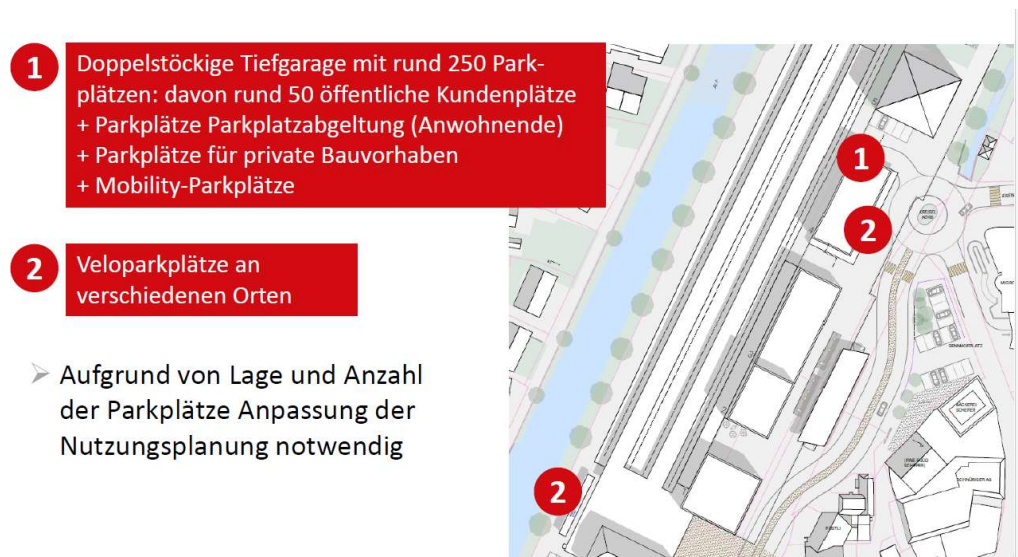 1
Doppelstöckige Tiefgarage mit rund 250 Park-
plätzen: davon rund 50 öffentliche Kundenplätze
+ Parkplätze Parkplatzabgeltung (Anwohnende)
+ Parkplätze für private Bauvorhaben
+ Mobility-Parkplätze
2
Veloparkplätze an
verschiedenen Orten
Aufgrund von Lage und Anzahl
der Parkplätze Anpassung der
Nutzungsplanung notwendig
1
2
2
KREISEL